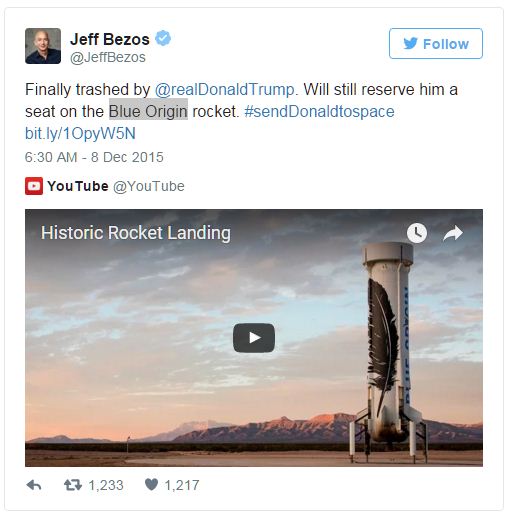 Jeff Bezos
Follow
@JeffBezos
Finally trashed by @realDonaldTrump. Will still reserve him a
seat on the Blue Origin rocket. #sendDonaldtospace
bit.ly/1OpyW5N
6:30 AM - 8 Dec 2015
YouTube @YouTube
Historic Rocket Landing
BLUE ORIGIN
1,233 1,217